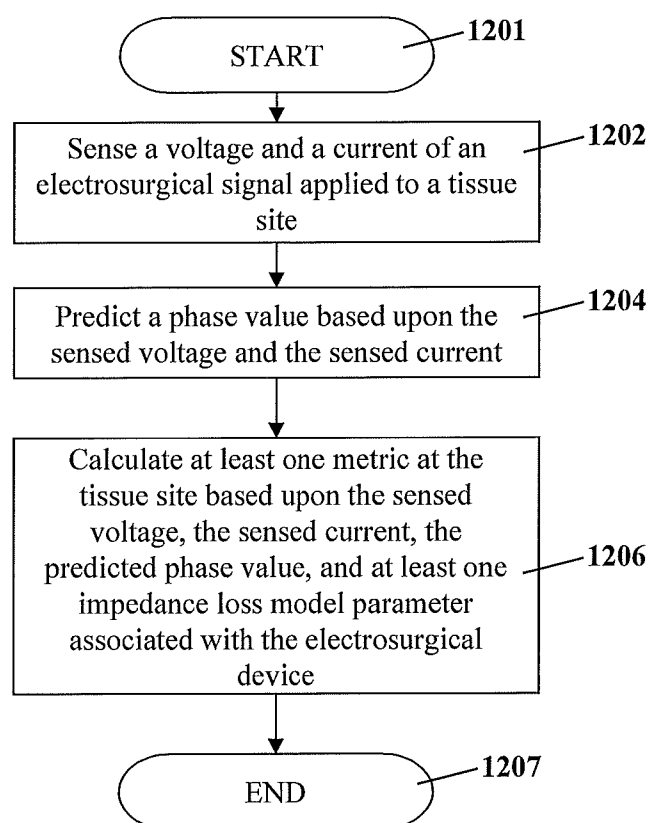 START
1201
Sense a voltage and a current of an
electrosurgical signal applied to a tissue
site
1202
Predict a phase value based upon the
sensed voltage and the sensed current
1204
Calculate at least one metric at the
tissue site based upon the sensed
voltage, the sensed current, the
predicted phase value, and at least one
impedance loss model parameter
associated with the electrosurgical
device
1206
END
1207